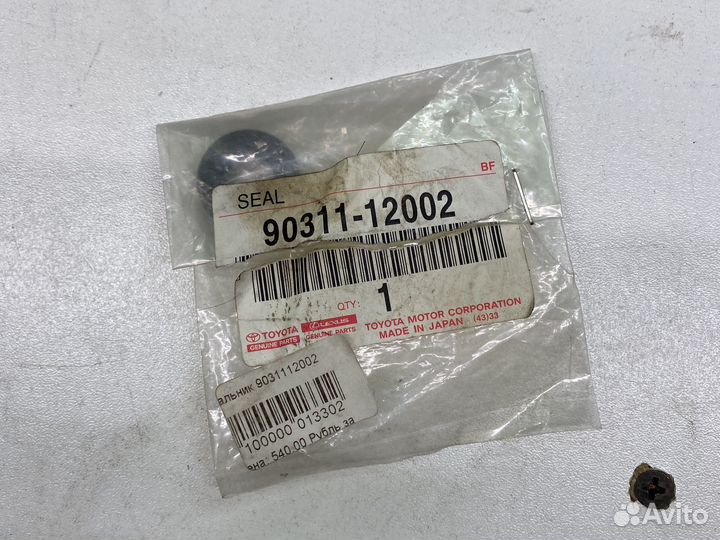 BF
SEAL
90311-12002
QTY: 1
TOYOTA LEXUS TOYOTA MOTOR CORPORATION
GENUINE PARTS GENUINE PARTS MADE IN JAPAN (43)33
альник 9031112002
100000 013302
ена: 540.00 Рубль за
Avito